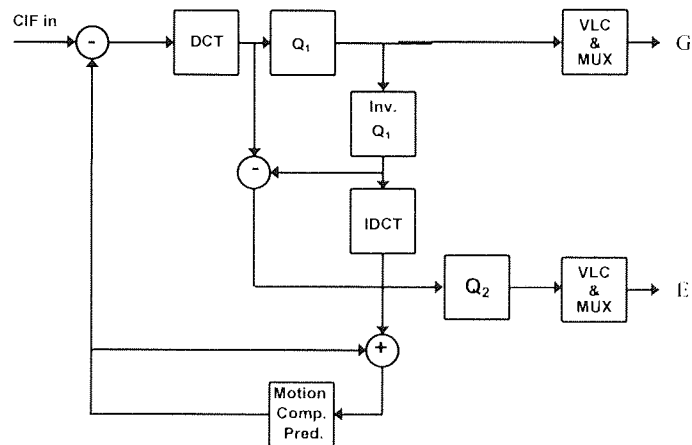 CIF in
-
DCT
Q₁
VLC
&
MUX
G
Inv.
Q₁
-
IDCT
Q₂
VLC
&
MUX
E
+
Motion
Comp.
Pred.